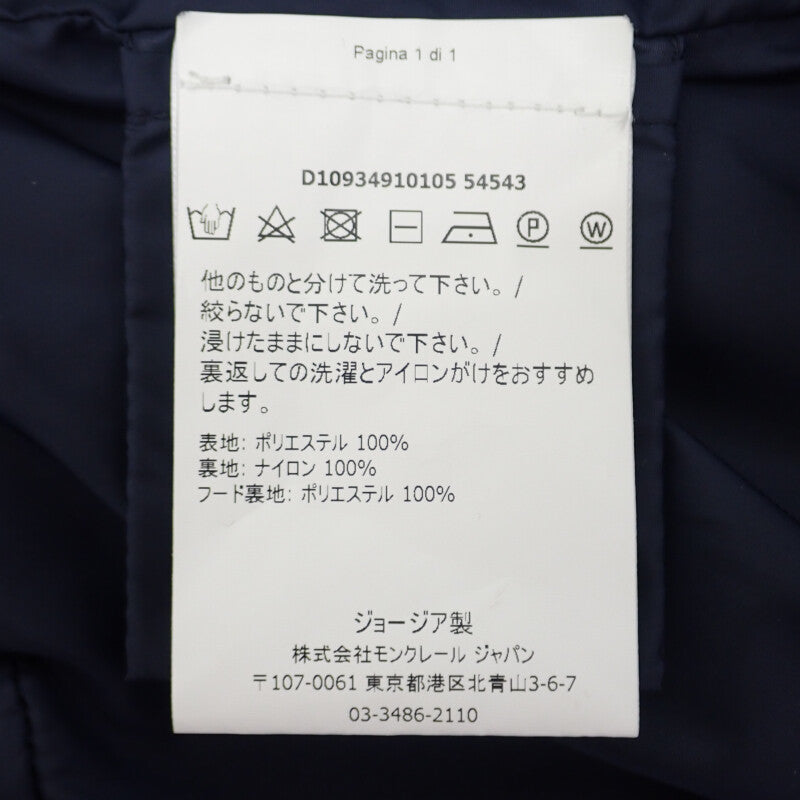 Pagina 1 di 1
D10934910105 54543
P W
他のものと分けて洗って下さい。/
絞らないで下さい。/
浸けたままにしないで下さい。/
裏返しての洗濯とアイロンがけをおすすめ
します。
表地: ポリエステル 100%
裏地: ナイロン 100%
フード裏地: ポリエステル 100%
ジョージア製
株式会社モンクレール ジャパン
〒107-0061 東京都港区北青山3-6-7
03-3486-2110